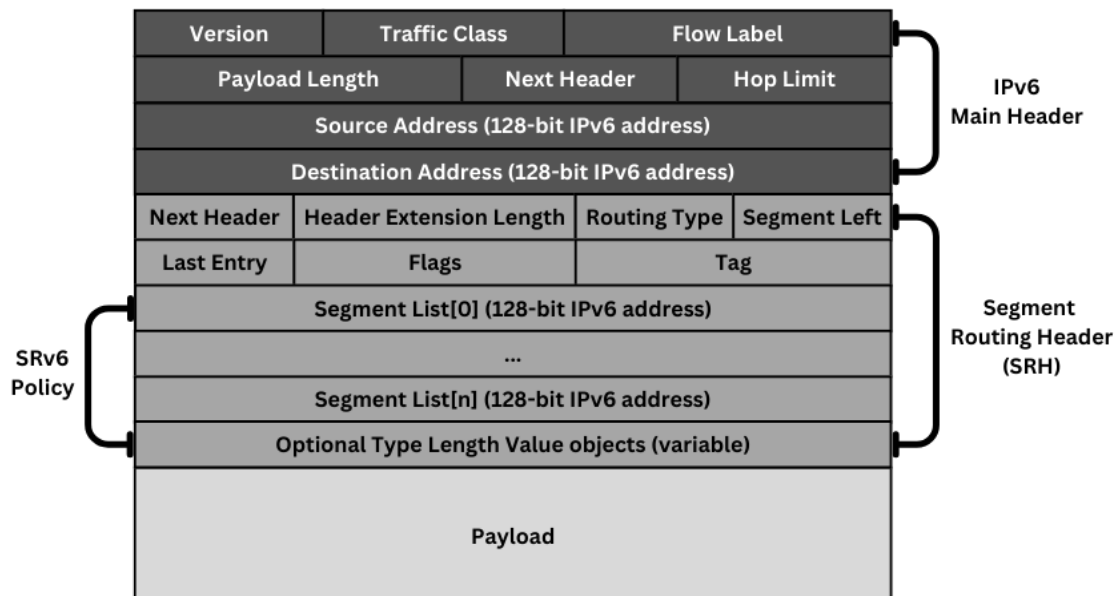 Version Traffic Class Flow Label
Payload Length Next Header Hop Limit
Source Address (128-bit IPv6 address)
Destination Address (128-bit IPv6 address)
IPv6
Main Header
Next Header Header Extension Length Routing Type Segment Left
Last Entry Flags Tag
Segment List[0] (128-bit IPv6 address)
...
Segment List[n] (128-bit IPv6 address)
Optional Type Length Value objects (variable)
SRv6
Policy
Segment
Routing Header
(SRH)
Payload